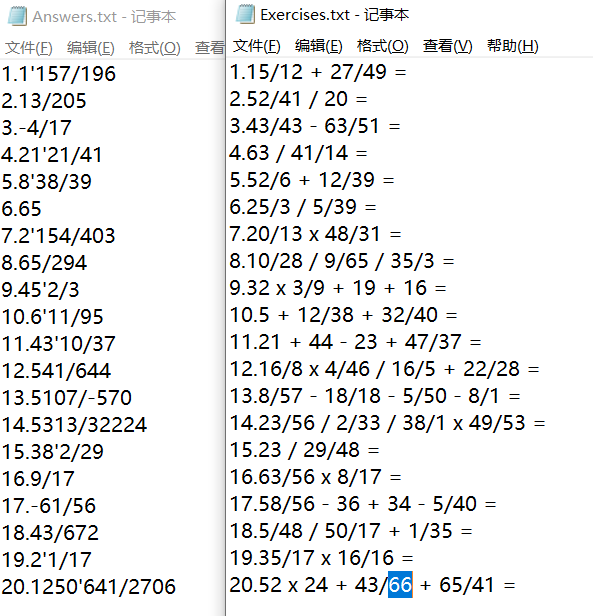 Answers.txt - 记事本
文件(F) 编辑(E) 格式(O) 查看
1.1'157/196
2.13/205
3.-4/17
4.21'21/41
5.8'38/39
6.65
7.2'154/403
8.65/294
9.45'2/3
10.6'11/95
11.43'10/37
12.541/644
13.5107/-570
14.5313/32224
15.38'2/29
16.9/17
17.-61/56
18.43/672
19.2'1/17
20.1250'641/2706
Exercises.txt - 记事本
文件(F) 编辑(E) 格式(O) 查看(V) 帮助(H)
1.15/12 + 27/49 =
2.52/41 / 20 =
3.43/43 - 63/51 =
4.63 / 41/14 =
5.52/6 + 12/39 =
6.25/3 / 5/39 =
7.20/13 x 48/31 =
8.10/28 / 9/65 / 35/3 =
9.32 x 3/9 + 19 + 16 =
10.5 + 12/38 + 32/40 =
11.21 + 44 - 23 + 47/37 =
12.16/8 x 4/46 / 16/5 + 22/28 =
13.8/57 - 18/18 - 5/50 - 8/1 =
14.23/56 / 2/33 / 38/1 x 49/53 =
15.23 / 29/48 =
16.63/56 x 8/17 =
17.58/56 - 36 + 34 - 5/40 =
18.5/48 / 50/17 + 1/35 =
19.35/17 x 16/16 =
20.52 x 24 + 43/66 + 65/41 =